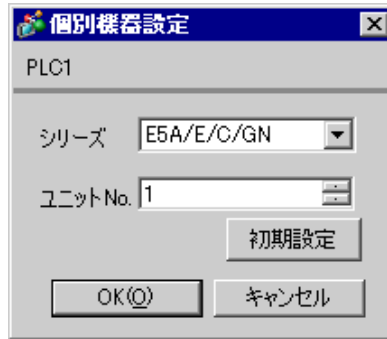 個別機器設定
PLC1
シリーズ E5A/E/C/GN
ユニットNo. 1
初期設定
OK(O) キャンセル